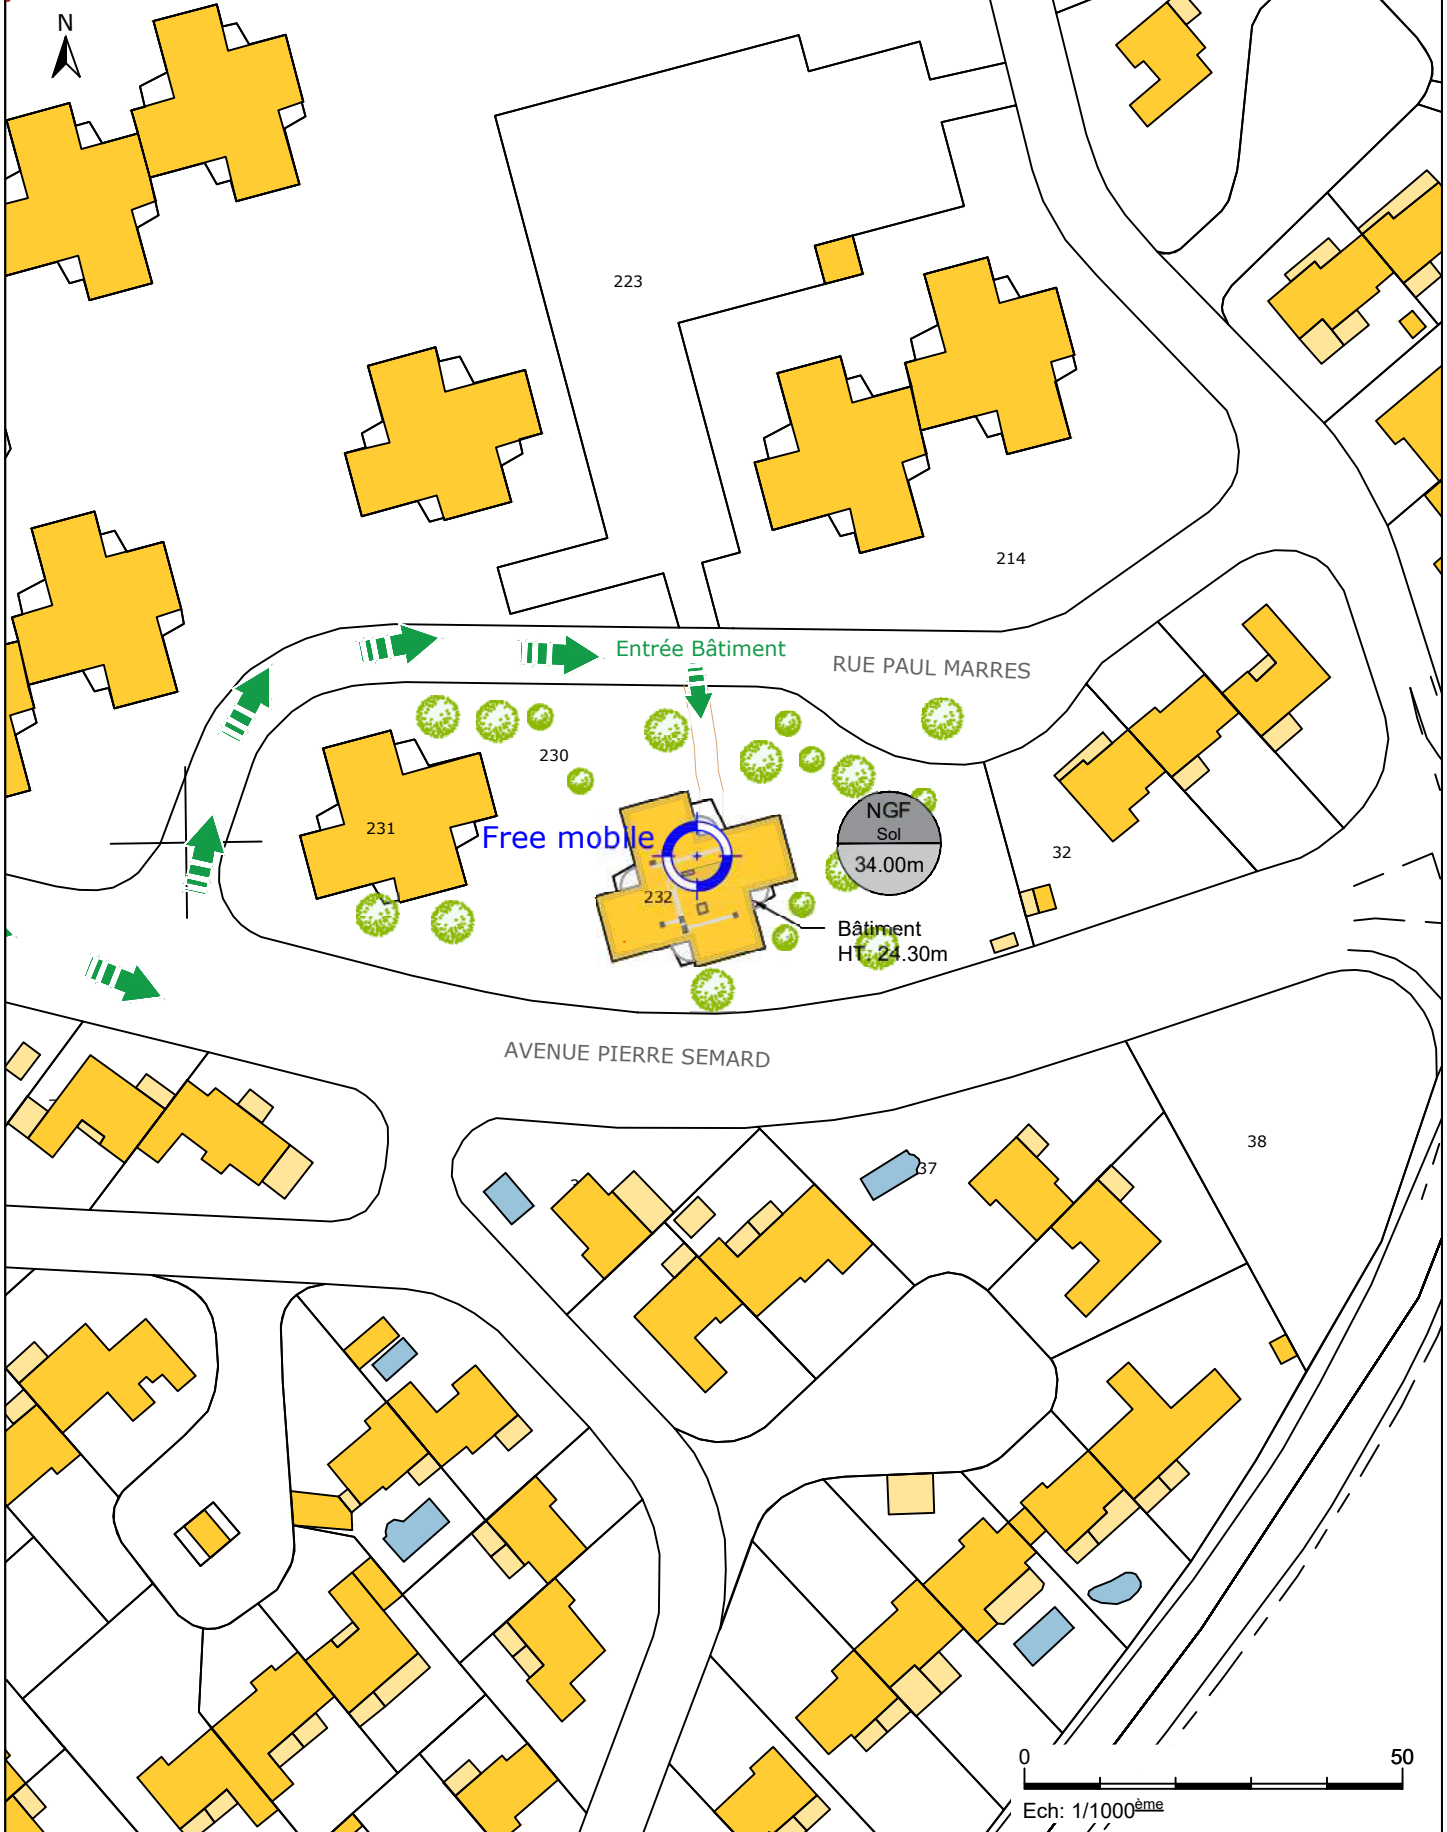 N
223
214
Entrée Bâtiment
RUE PAUL MARRES
230
231
Free mobile
NGF
Sol
34.00m
32
232
Bâtiment
HT: 24.30m
AVENUE PIERRE SEMARD
38
37
0 50
Ech: 1/1000ème